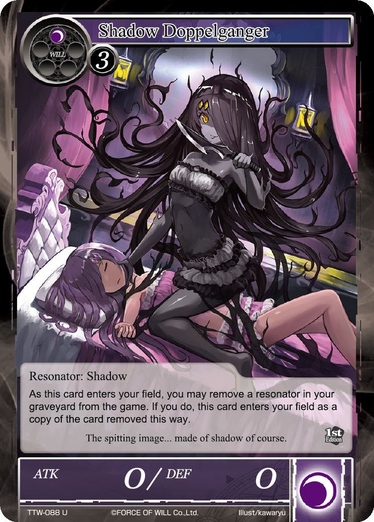 Shadow Doppelganger
WILL
3
Resonator: Shadow
As this card enters your field, you may remove a resonator in
your graveyard from the game. If you do, this card enters your field as a
copy of the card removed this way.
1st
Edition
The spitting image... made of shadow of course.
ATK 0 / DEF 0
TTW-088 U ©FORCE OF WILL Co.,Ltd. Illust/kawaryu